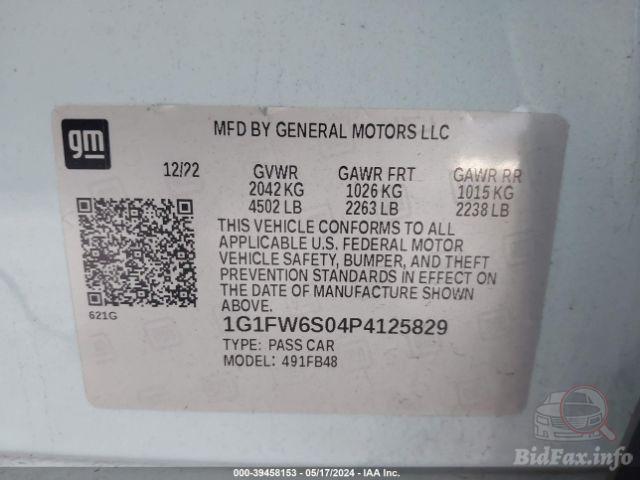 gm
MFD BY GENERAL MOTORS LLC
12/22 GVWR GAWR FRT GAWR RR
2042 KG 1026 KG 1015 KG
4502 LB 2263 LB 2238 LB
THIS VEHICLE CONFORMS TO ALL
APPLICABLE U.S. FEDERAL MOTOR
VEHICLE SAFETY, BUMPER, AND THEFT
PREVENTION STANDARDS IN EFFECT ON
THE DATE OF MANUFACTURE SHOWN
ABOVE.
621G
1G1FW6S04P4125829
TYPE: PASS CAR
MODEL: 491FB48
BidFax.info
000-39458153 - 05/17/2024 - IAA Inc.